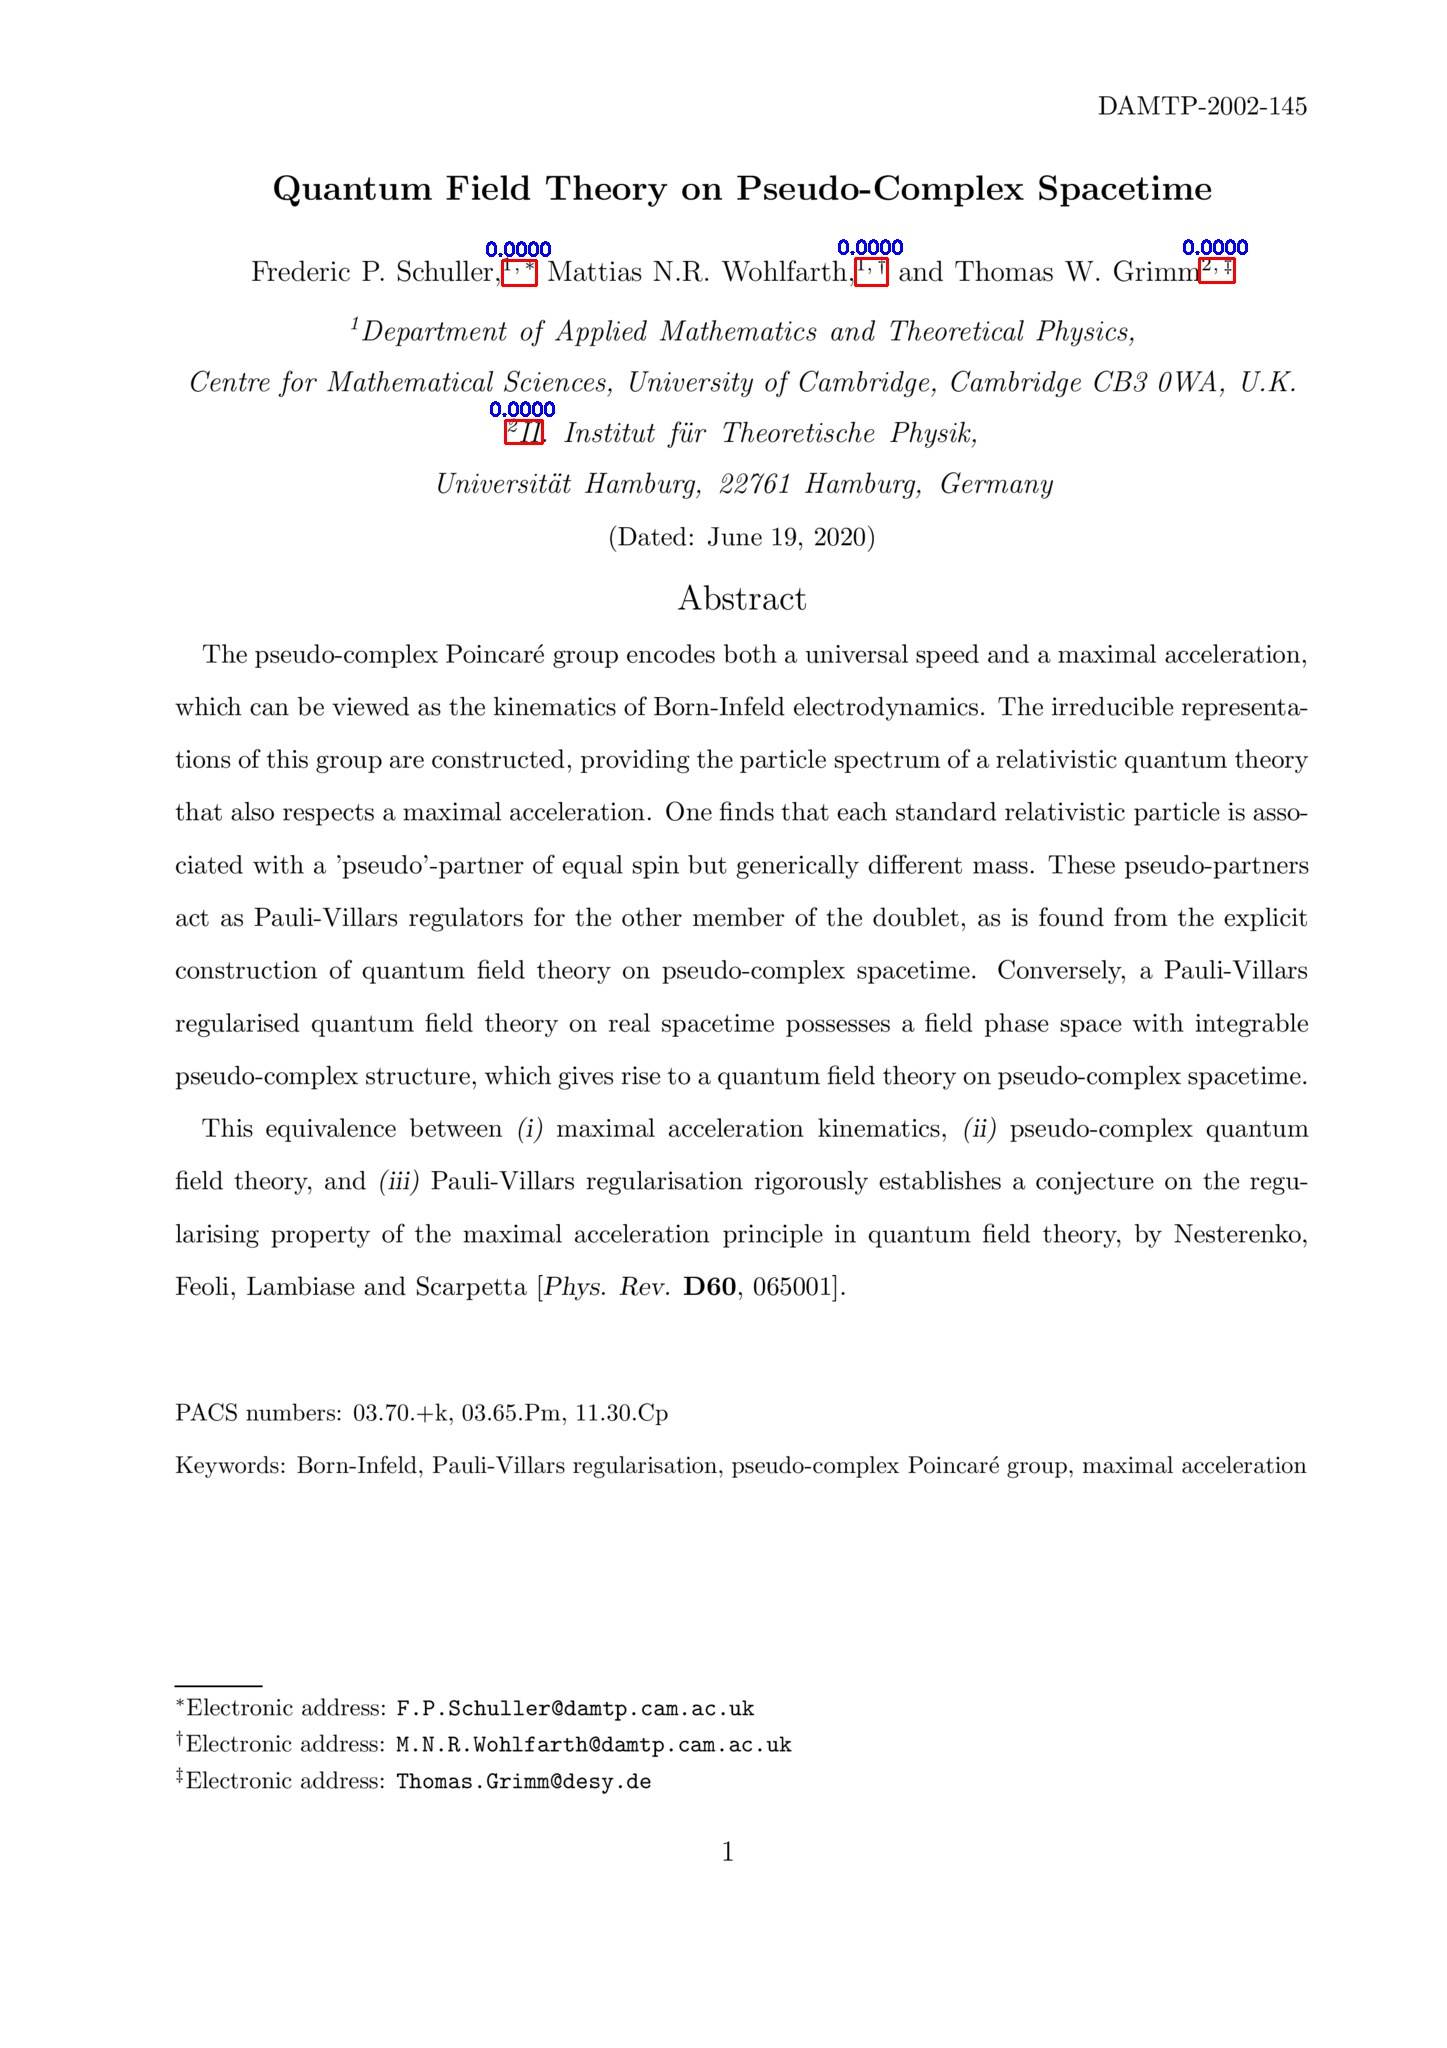 DAMTP-2002-145
Quantum Field Theory on Pseudo-Complex Spacetime
0.0000 0.0000 0.0000
Frederic P. Schuller,¹, * Mattias N.R. Wohlfarth,¹, † and Thomas W. Grimm², ‡
¹Department of Applied Mathematics and Theoretical Physics,
Centre for Mathematical Sciences, University of Cambridge, Cambridge CB3 0WA, U.K.
0.0000
²II. Institut für Theoretische Physik,
Universität Hamburg, 22761 Hamburg, Germany
(Dated: June 19, 2020)
Abstract
The pseudo-complex Poincaré group encodes both a universal speed and a maximal acceleration,
which can be viewed as the kinematics of Born-Infeld electrodynamics. The irreducible representa-
tions of this group are constructed, providing the particle spectrum of a relativistic quantum theory
that also respects a maximal acceleration. One finds that each standard relativistic particle is asso-
ciated with a 'pseudo'-partner of equal spin but generically different mass. These pseudo-partners
act as Pauli-Villars regulators for the other member of the doublet, as is found from the explicit
construction of quantum field theory on pseudo-complex spacetime. Conversely, a Pauli-Villars
regularised quantum field theory on real spacetime possesses a field phase space with integrable
pseudo-complex structure, which gives rise to a quantum field theory on pseudo-complex spacetime.
This equivalence between (i) maximal acceleration kinematics, (ii) pseudo-complex quantum
field theory, and (iii) Pauli-Villars regularisation rigorously establishes a conjecture on the regu-
larising property of the maximal acceleration principle in quantum field theory, by Nesterenko,
Feoli, Lambiase and Scarpetta [Phys. Rev. D60, 065001].
PACS numbers: 03.70.+k, 03.65.Pm, 11.30.Cp
Keywords: Born-Infeld, Pauli-Villars regularisation, pseudo-complex Poincaré group, maximal acceleration
*Electronic address: F.P.Schuller@damtp.cam.ac.uk
†Electronic address: M.N.R.Wohlfarth@damtp.cam.ac.uk
‡Electronic address: Thomas.Grimm@desy.de
1